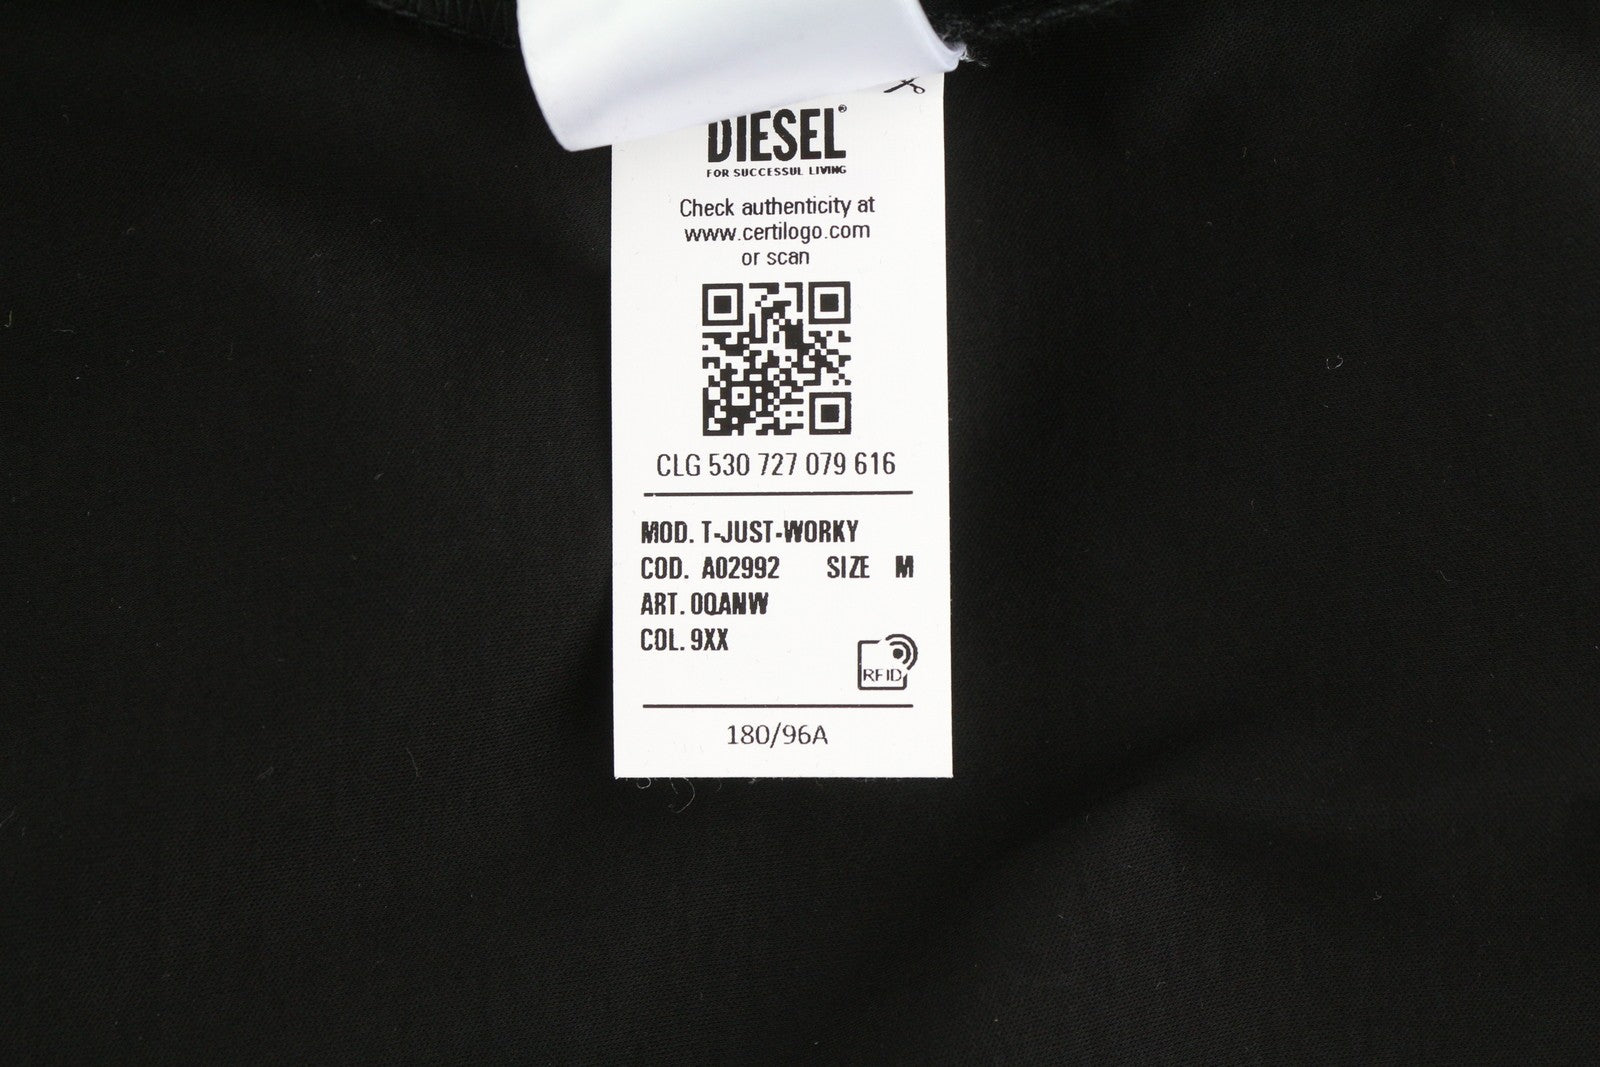 DIESEL®
FOR SUCCESSUL LIVING
Check authenticity at
www.certilogo.com
or scan
CLG 530 727 079 616
MOD. T-JUST-WORKY
COD. A02992 SIZE M
ART. 0QANW
COL. 9XX
RFID
180/96A